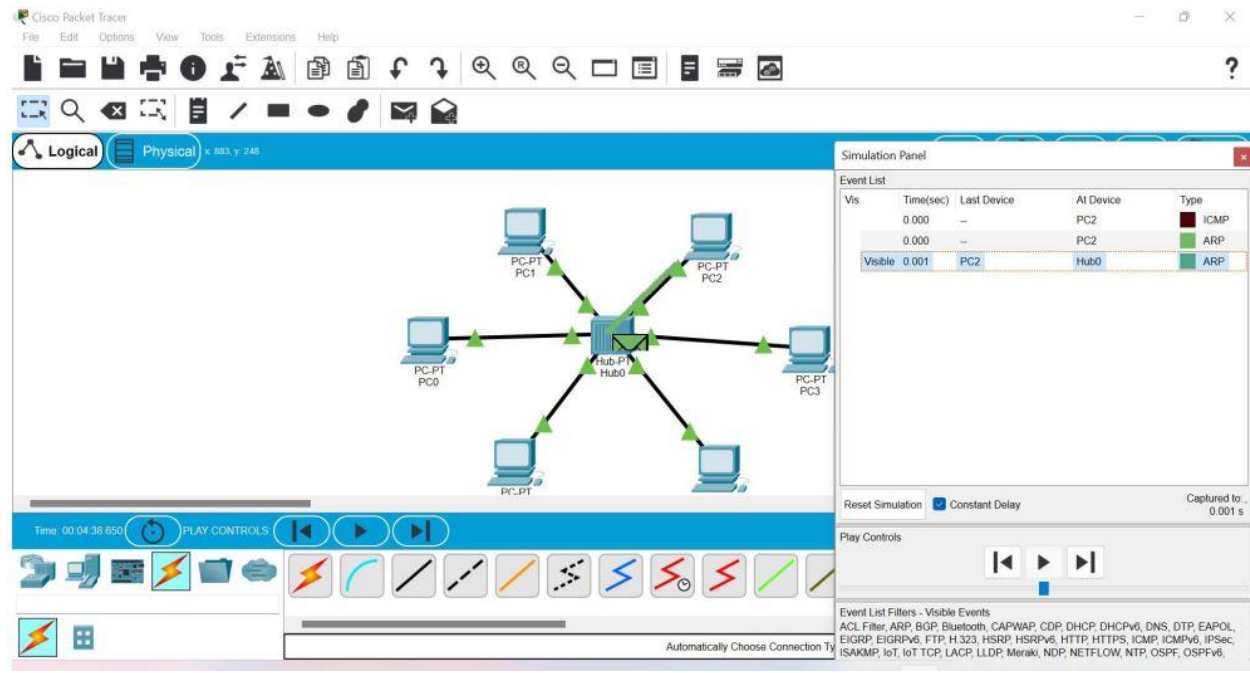 Cisco Packet Tracer
File Edit Options View Tools Extensions Help
?
Logical Physical x: 883, y: 248
PC-PT
PC1
PC-PT
PC2
PC-PT
PC0
Hub-PT
Hub0
PC-PT
PC3
PC-PT
Simulation Panel
Event List
Vis. Time(sec) Last Device At Device Type
0.000 -- PC2 ICMP
0.000 -- PC2 ARP
Visible 0.001 PC2 Hub0 ARP
Reset Simulation Constant Delay
Captured to:
0.001 s
Play Controls
Event List Filters - Visible Events
ACL Filter, ARP, BGP, Bluetooth, CAPWAP, CDP, DHCP, DHCPv6, DNS, DTP, EAPOL,
EIGRP, EIGRPv6, FTP, H.323, HSRP, HSRPv6, HTTP, HTTPS, ICMP, ICMPv6, IPSec,
ISAKMP, IoT, IoT TCP, LACP, LLDP, Meraki, NDP, NETFLOW, NTP, OSPF, OSPFv6,
Time: 00:04:38.650 PLAY CONTROLS:
Automatically Choose Connection Ty